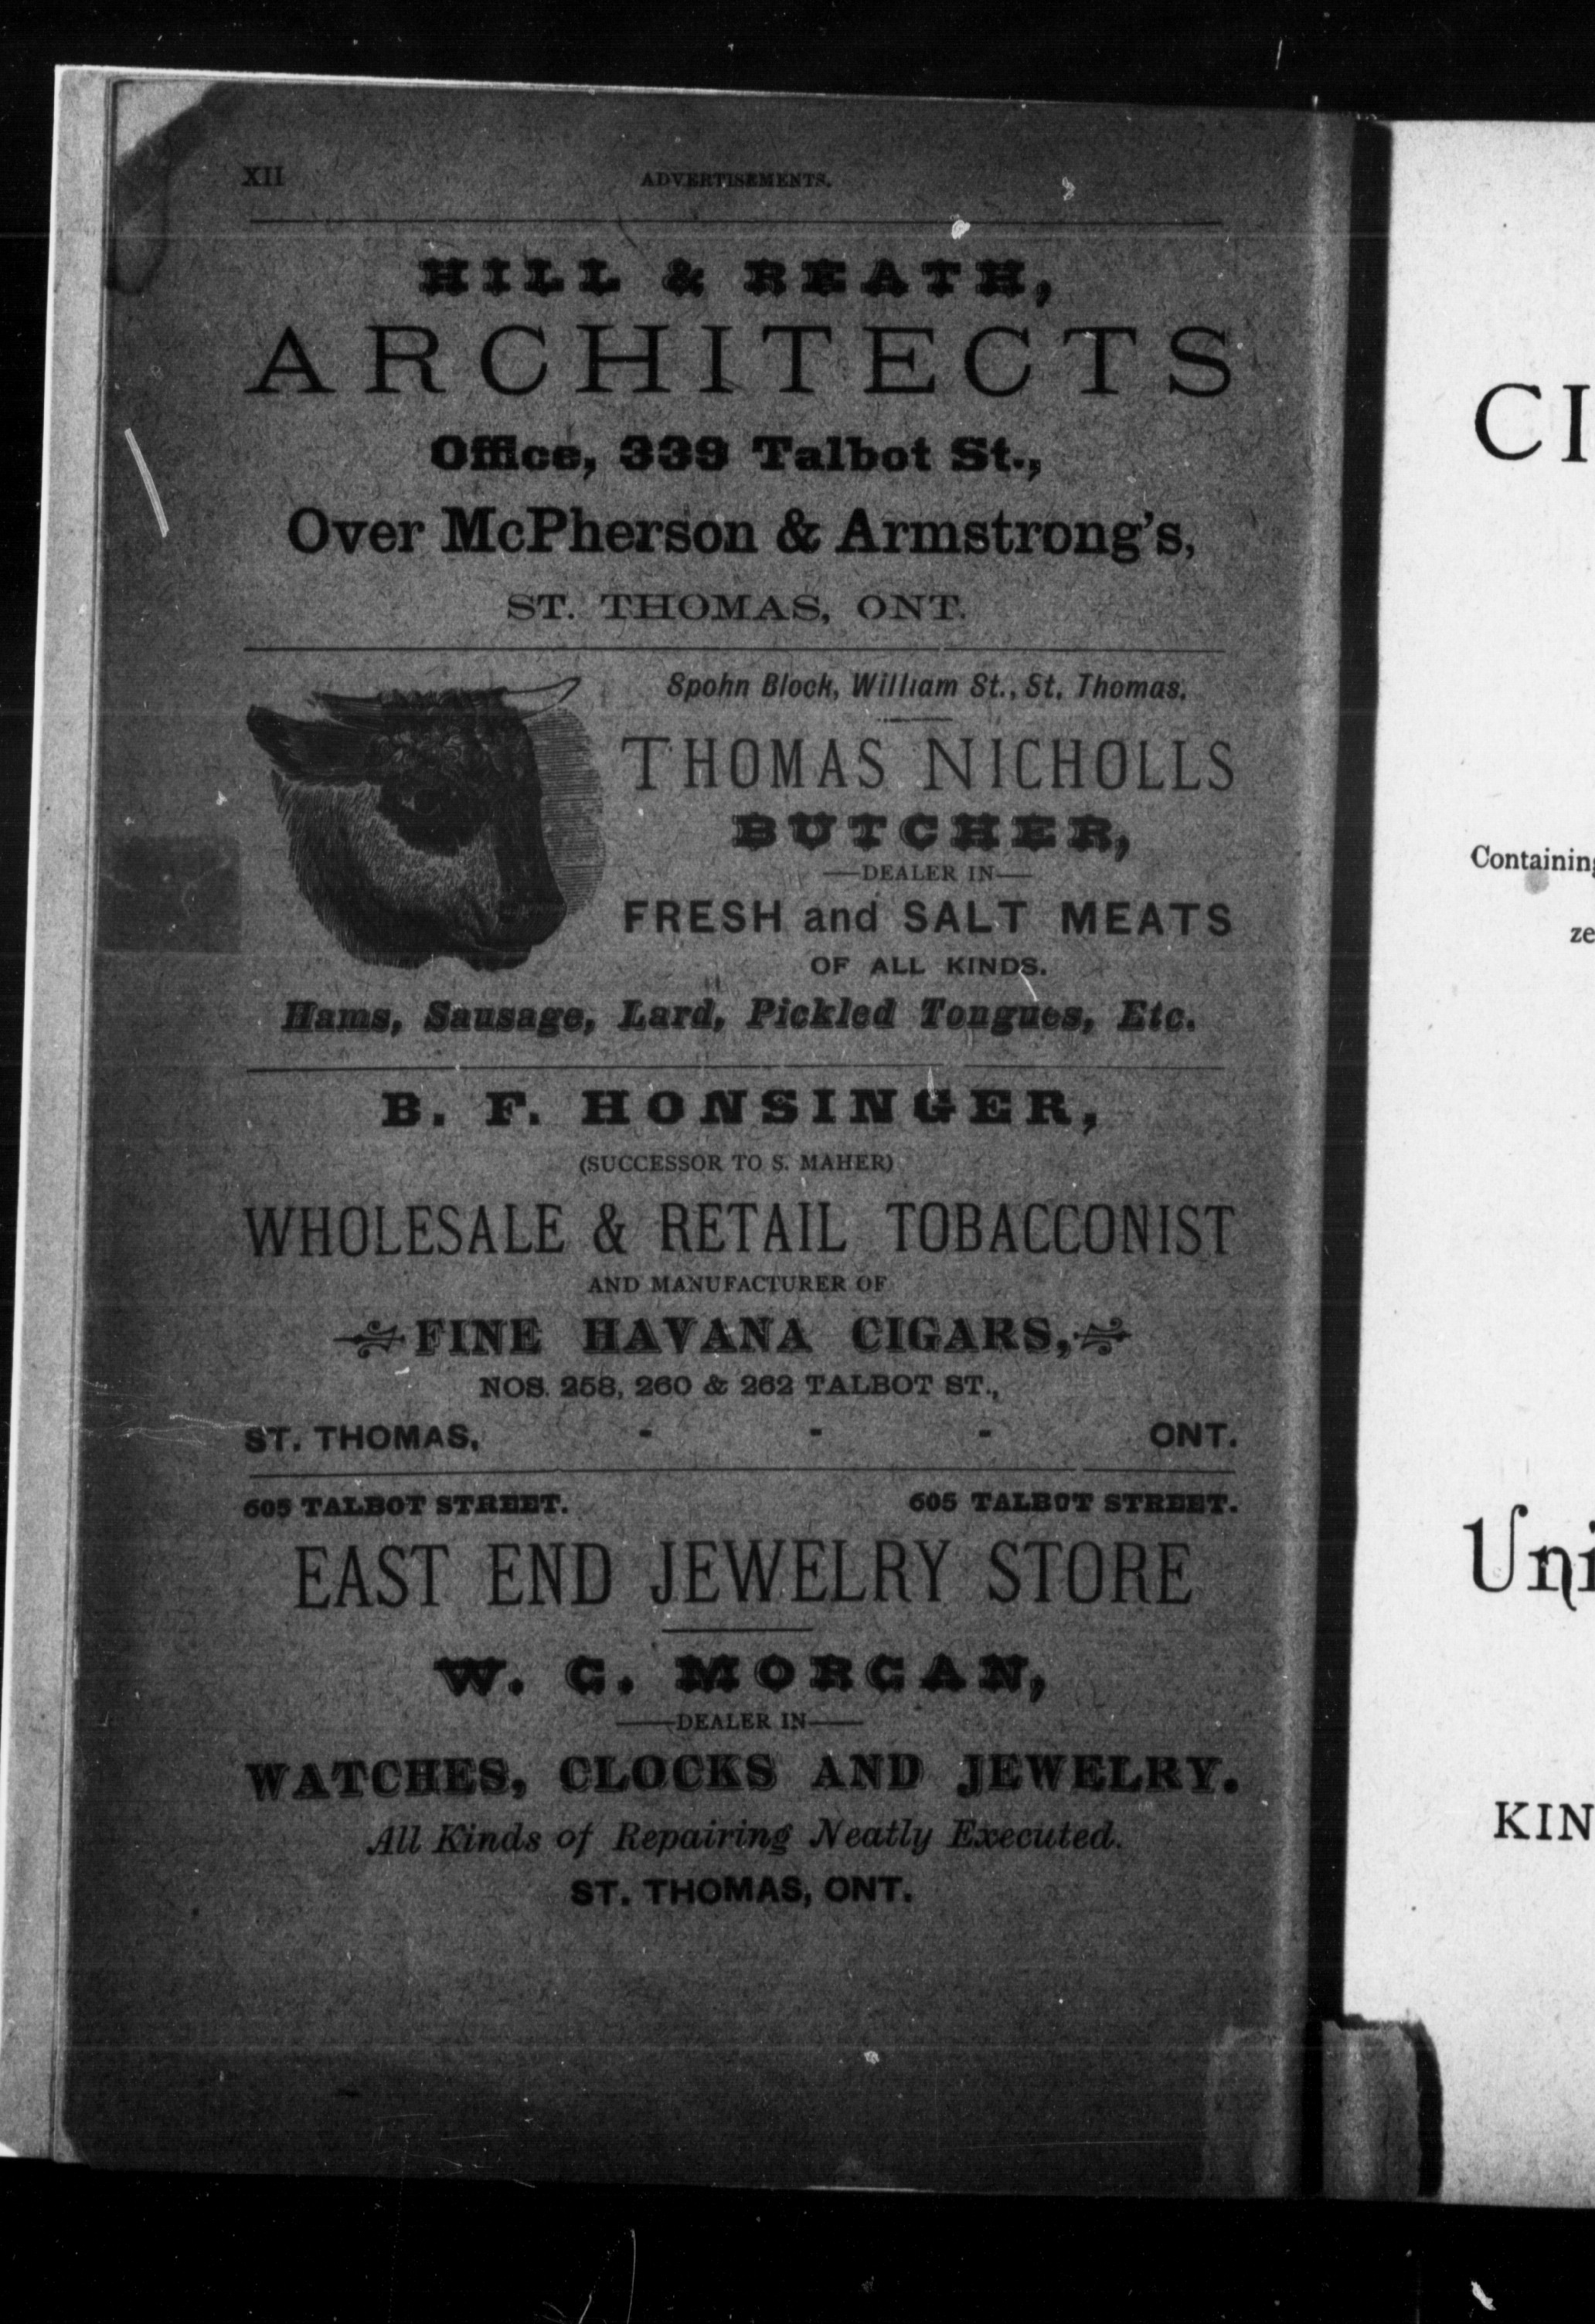 XII ADVERTISEMENTS.
HILL & REATH,
ARCHITECTS
Office, 339 Talbot St.,
Over McPherson & Armstrong's,
ST. THOMAS, ONT.
Spohn Block, William St., St. Thomas.
THOMAS NICHOLLS
BUTCHER,
—DEALER IN—
FRESH and SALT MEATS
OF ALL KINDS.
Hams, Sausage, Lard, Pickled Tongues, Etc.
B. F. HONSINGER,
(SUCCESSOR TO S. MAHER)
WHOLESALE & RETAIL TOBACCONIST
AND MANUFACTURER OF
FINE HAVANA CIGARS,
NOS. 258, 260 & 262 TALBOT ST.,
ST. THOMAS, - - - ONT.
605 TALBOT STREET. 605 TALBOT STREET.
EAST END JEWELRY STORE
W. G. MORGAN,
—DEALER IN—
WATCHES, CLOCKS AND JEWELRY.
All Kinds of Repairing Neatly Executed.
ST. THOMAS, ONT.
CI
Containing
ze
Uni
KIN